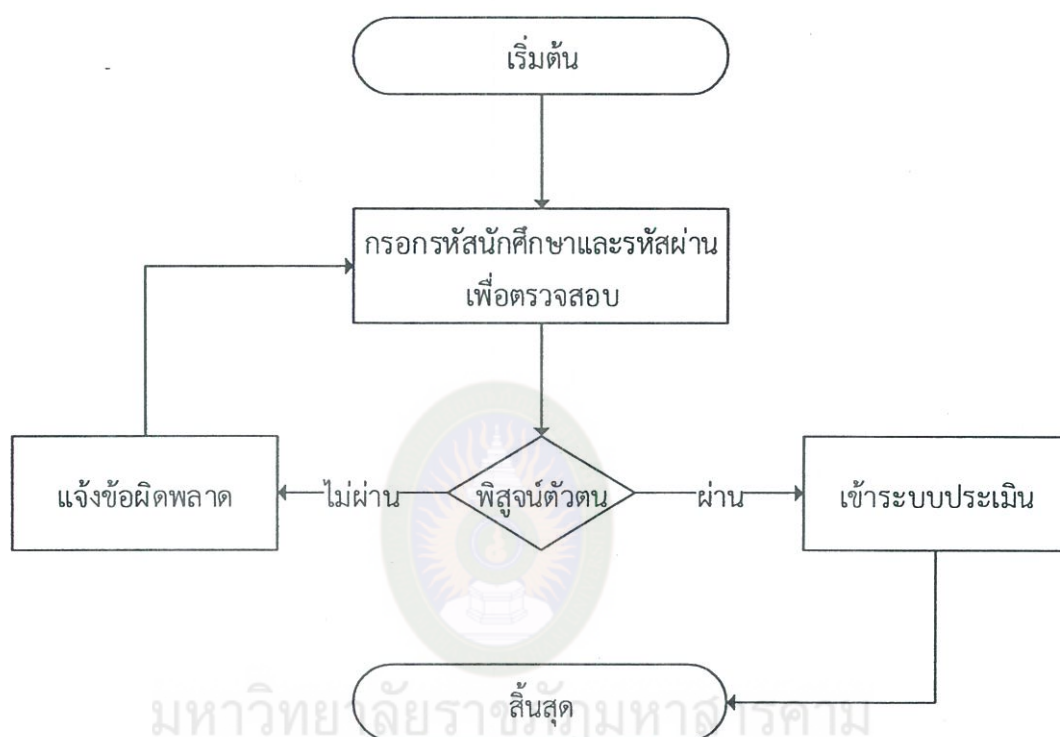 เริ่มต้น
กรอกรหัสนักศึกษาและรหัสผ่าน
เพื่อตรวจสอบ
แจ้งข้อผิดพลาด
ไม่ผ่าน
พิสูจน์ตัวตน
ผ่าน
เข้าระบบประเมิน
สิ้นสุด
มหาวิทยาลัยราชภัฏมหาสารคาม